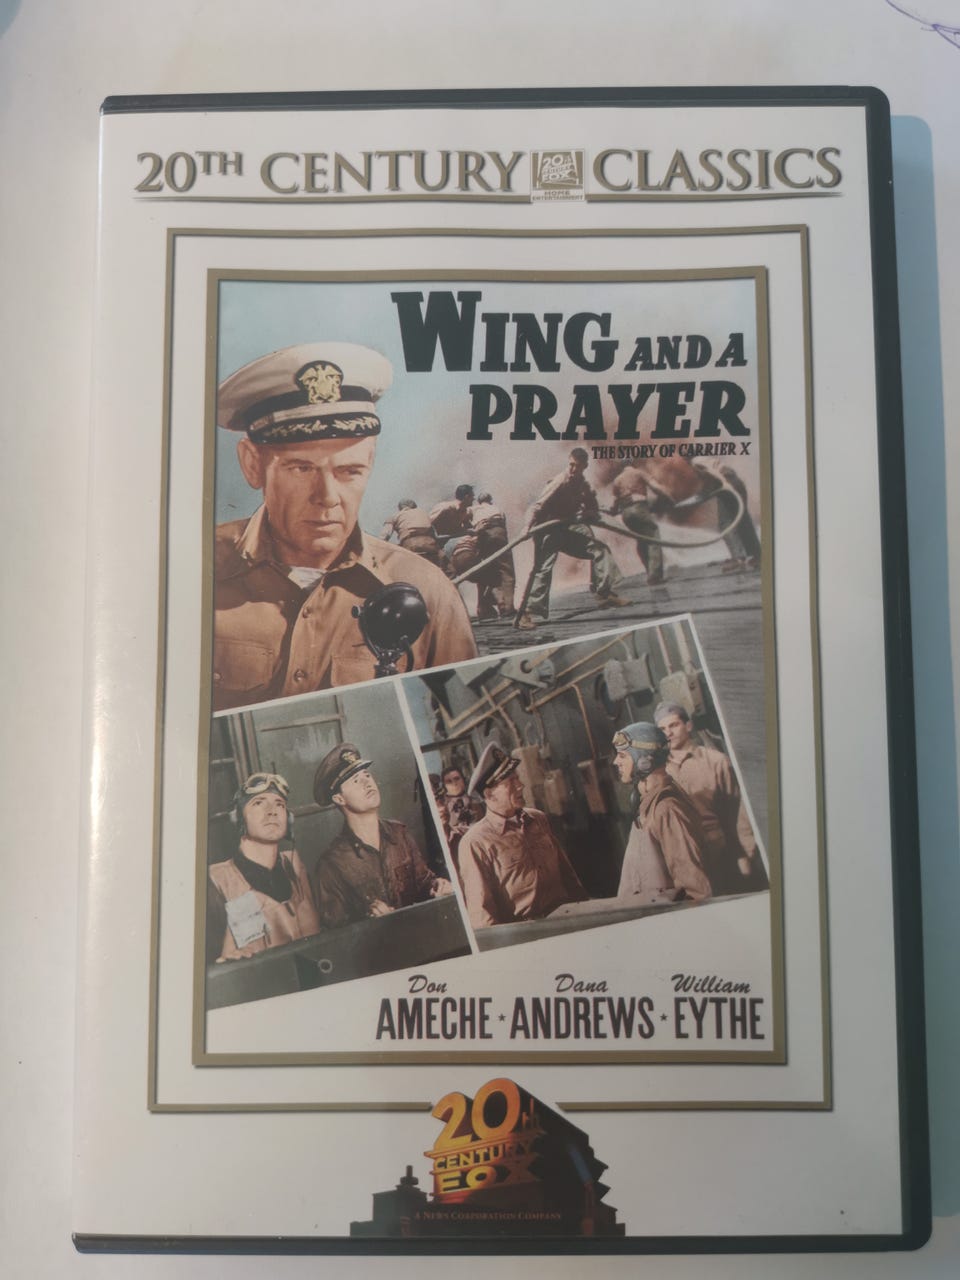 20TH CENTURY CLASSICS
20TH
CENTURY
FOX
HOME
ENTERTAINMENT
WING AND A
PRAYER
THE STORY OF CARRIER X
Don Dana William
AMECHE ★ ANDREWS ★ EYTHE
20th
CENTURY
FOX
A NEWS CORPORATION COMPANY